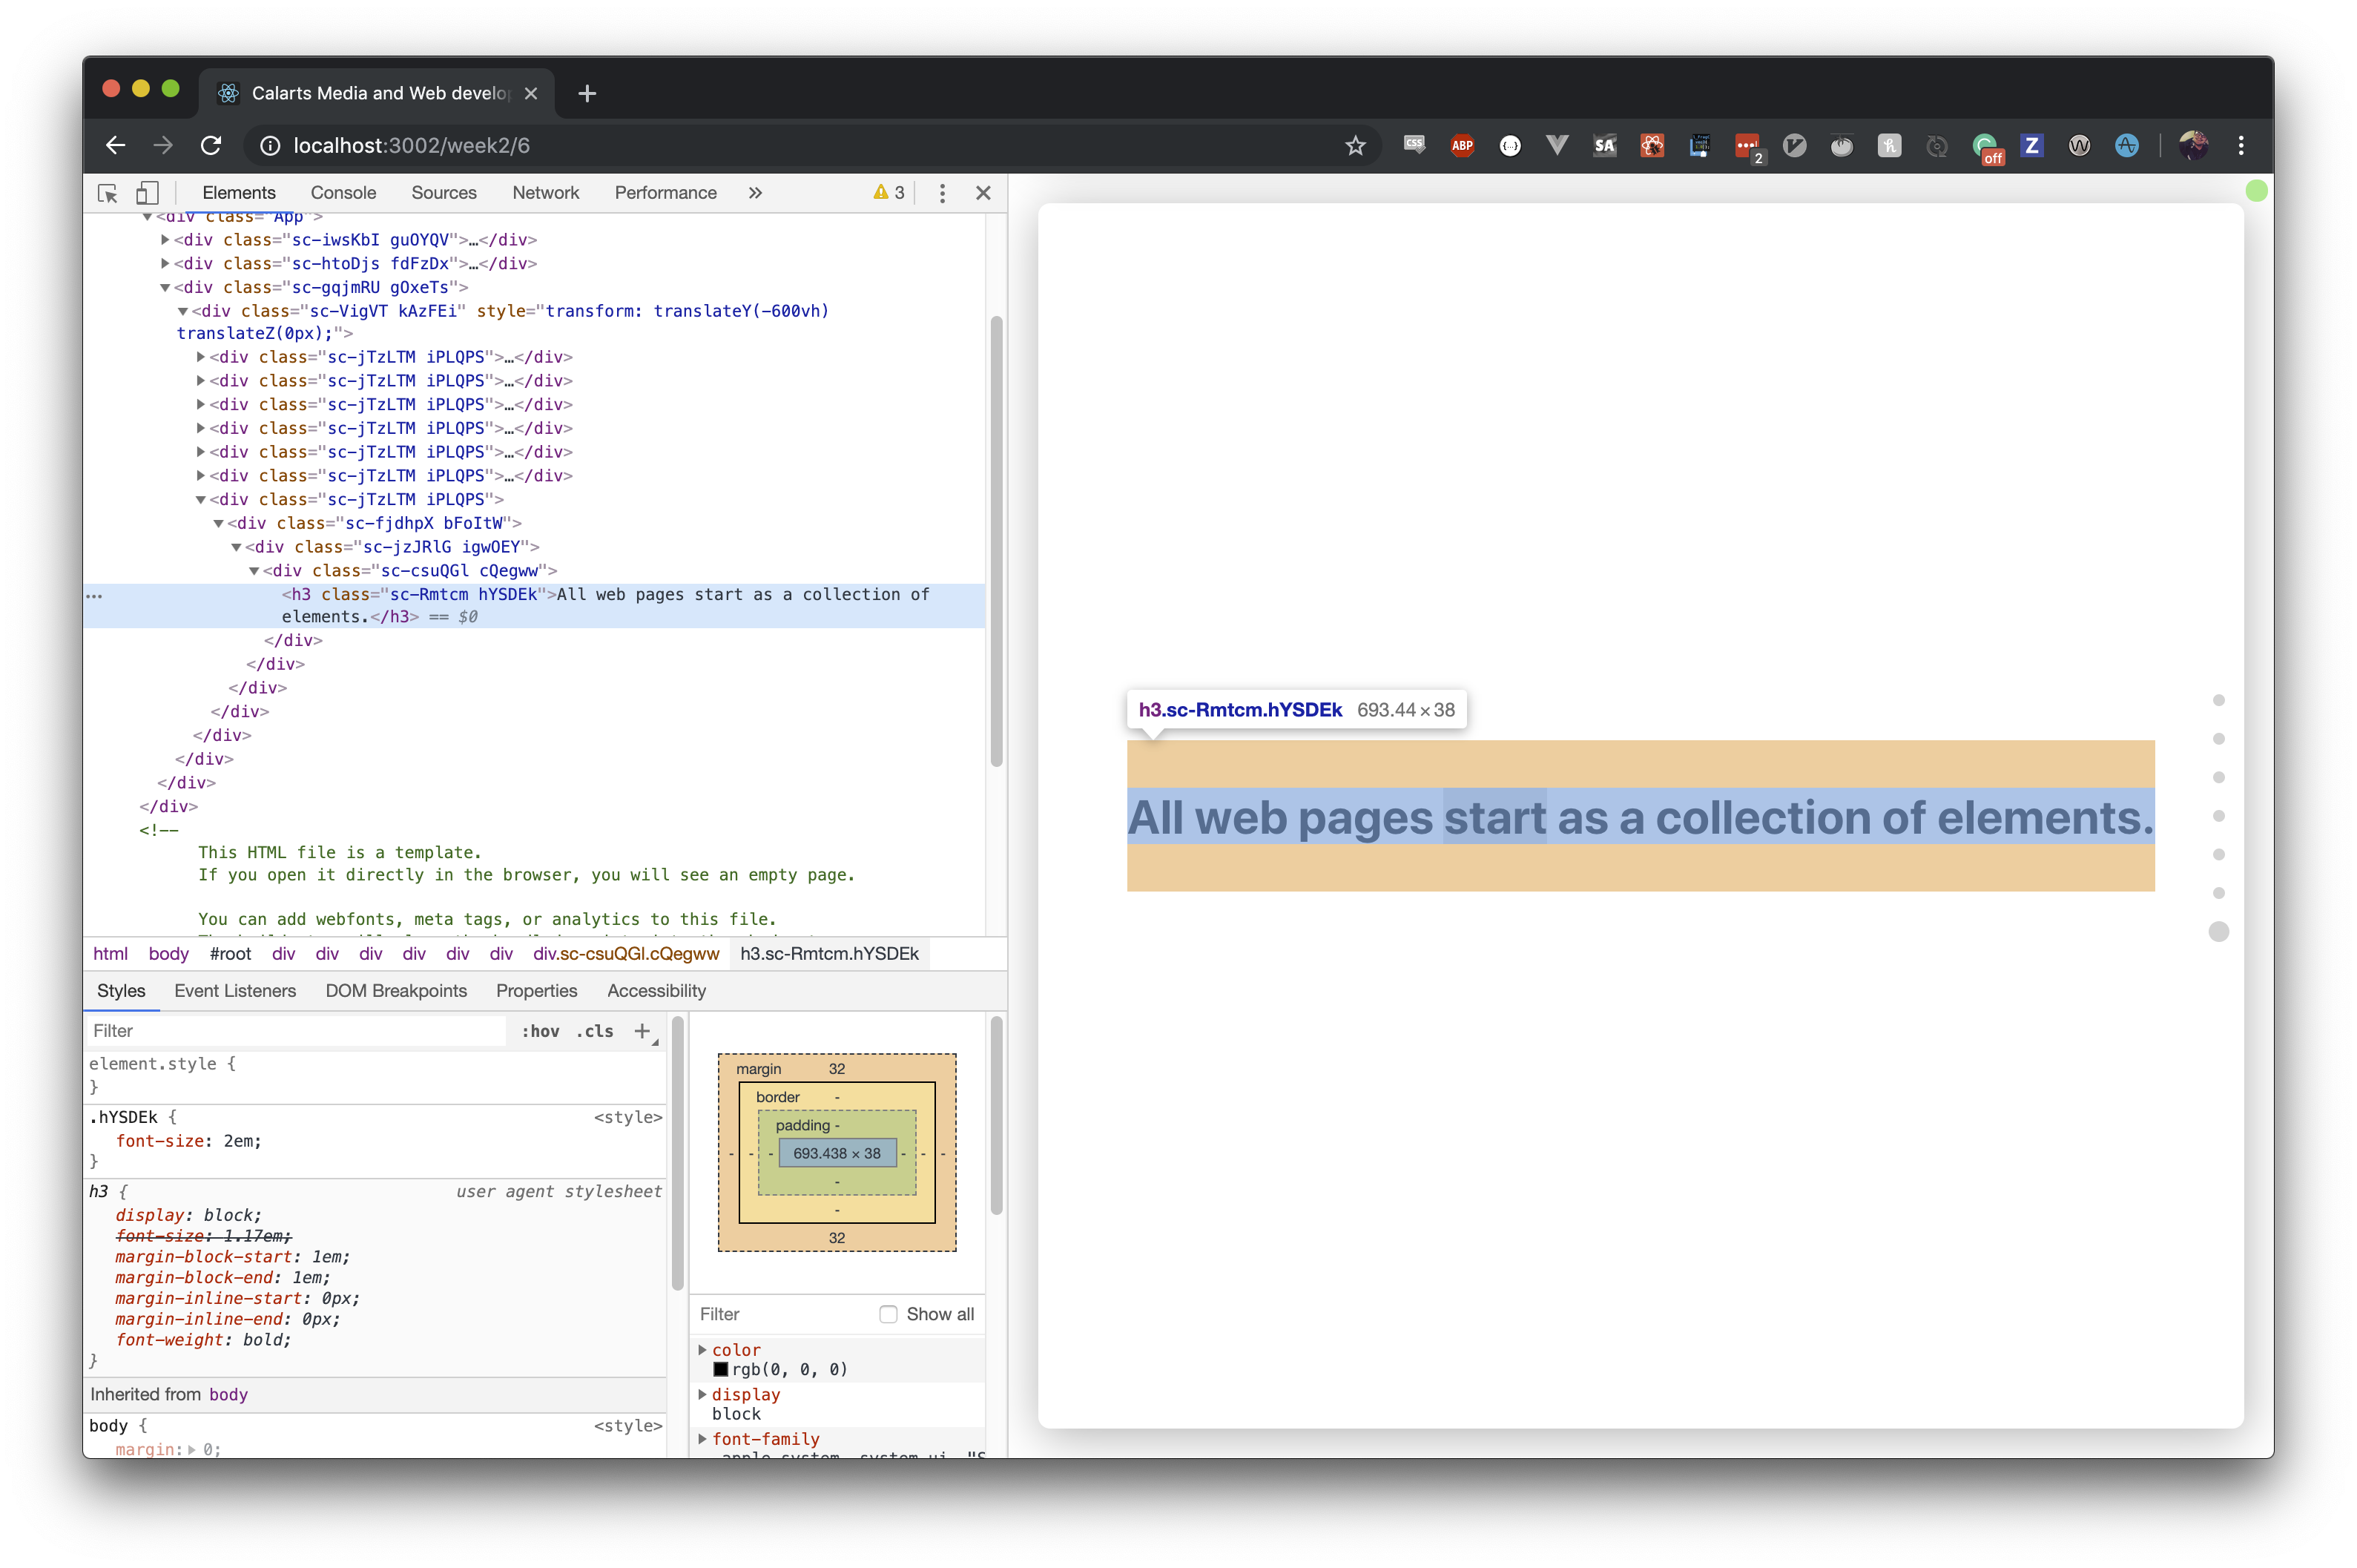 Calarts Media and Web develop
localhost:3002/week2/6
CSS
ABP
{...}
SA
2
off
Z
W
Elements Console Sources Network Performance » 3
<div class="App">
<div class="sc-iwsKbI guOYQV">…</div>
<div class="sc-htoDjs fdFzDx">…</div>
<div class="sc-gqjmRU gOxeTs">
<div class="sc-VigVT kAzFEi" style="transform: translateY(-600vh)
translateZ(0px);">
<div class="sc-jTzLTM iPLQPS">…</div>
<div class="sc-jTzLTM iPLQPS">…</div>
<div class="sc-jTzLTM iPLQPS">…</div>
<div class="sc-jTzLTM iPLQPS">…</div>
<div class="sc-jTzLTM iPLQPS">…</div>
<div class="sc-jTzLTM iPLQPS">…</div>
<div class="sc-jTzLTM iPLQPS">
<div class="sc-fjdhpX bFoItW">
<div class="sc-jzJRlG igwOEY">
<div class="sc-csuQGl cQegww">
<h3 class="sc-Rmtcm hYSDEk">All web pages start as a collection of
elements.</h3> == $0
</div>
</div>
</div>
</div>
</div>
</div>
</div>
</div>
<!--
This HTML file is a template.
If you open it directly in the browser, you will see an empty page.
You can add webfonts, meta tags, or analytics to this file.
html body #root div div div div div div div.sc-csuQGl.cQegww h3.sc-Rmtcm.hYSDEk
Styles Event Listeners DOM Breakpoints Properties Accessibility
Filter :hov .cls +
element.style {
}
.hYSDEk { <style>
font-size: 2em;
}
h3 { user agent stylesheet
display: block;
font-size: 1.17em;
margin-block-start: 1em;
margin-block-end: 1em;
margin-inline-start: 0px;
margin-inline-end: 0px;
font-weight: bold;
}
Inherited from body
body { <style>
margin: 0;
margin 32
border -
padding -
- - - 693.438 × 38 - - -
-
-
32
Filter Show all
color
rgb(0, 0, 0)
display
block
font-family
-apple-system, system-ui, "S
h3.sc-Rmtcm.hYSDEk 693.44 × 38
All web pages start as a collection of elements.